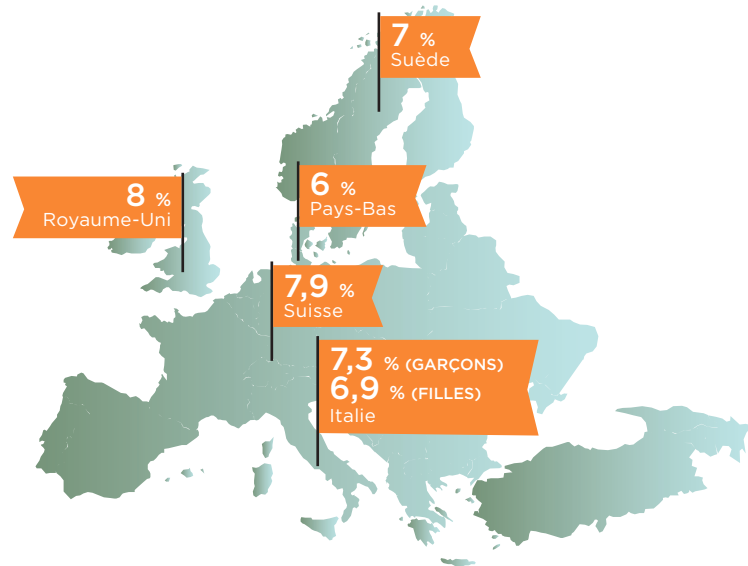 7 %
Suède
8 %
Royaume-Uni
6 %
Pays-Bas
7,9 %
Suisse
7,3 % (GARÇONS)
6,9 % (FILLES)
Italie